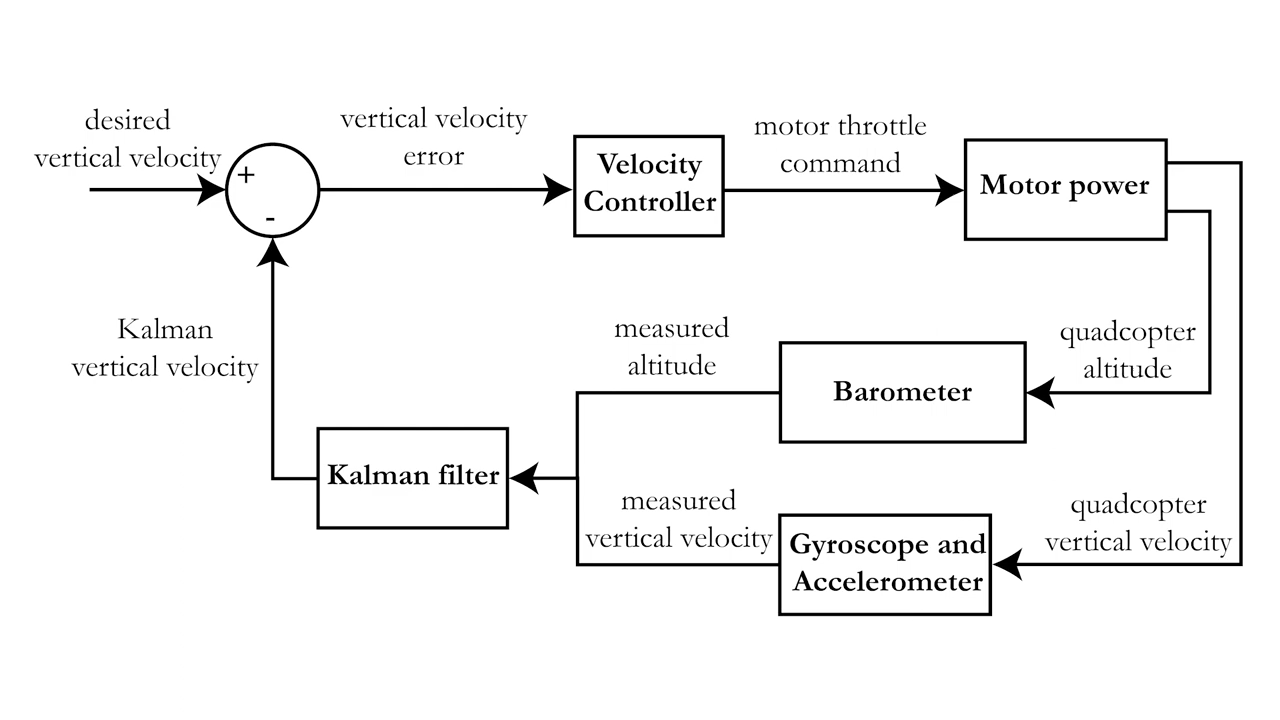 desired
vertical velocity
+
-
vertical velocity
error
Velocity
Controller
motor throttle
command
Motor power
Kalman
vertical velocity
measured
altitude
Barometer
quadcopter
altitude
Kalman filter
measured
vertical velocity
Gyroscope and
Accelerometer
quadcopter
vertical velocity